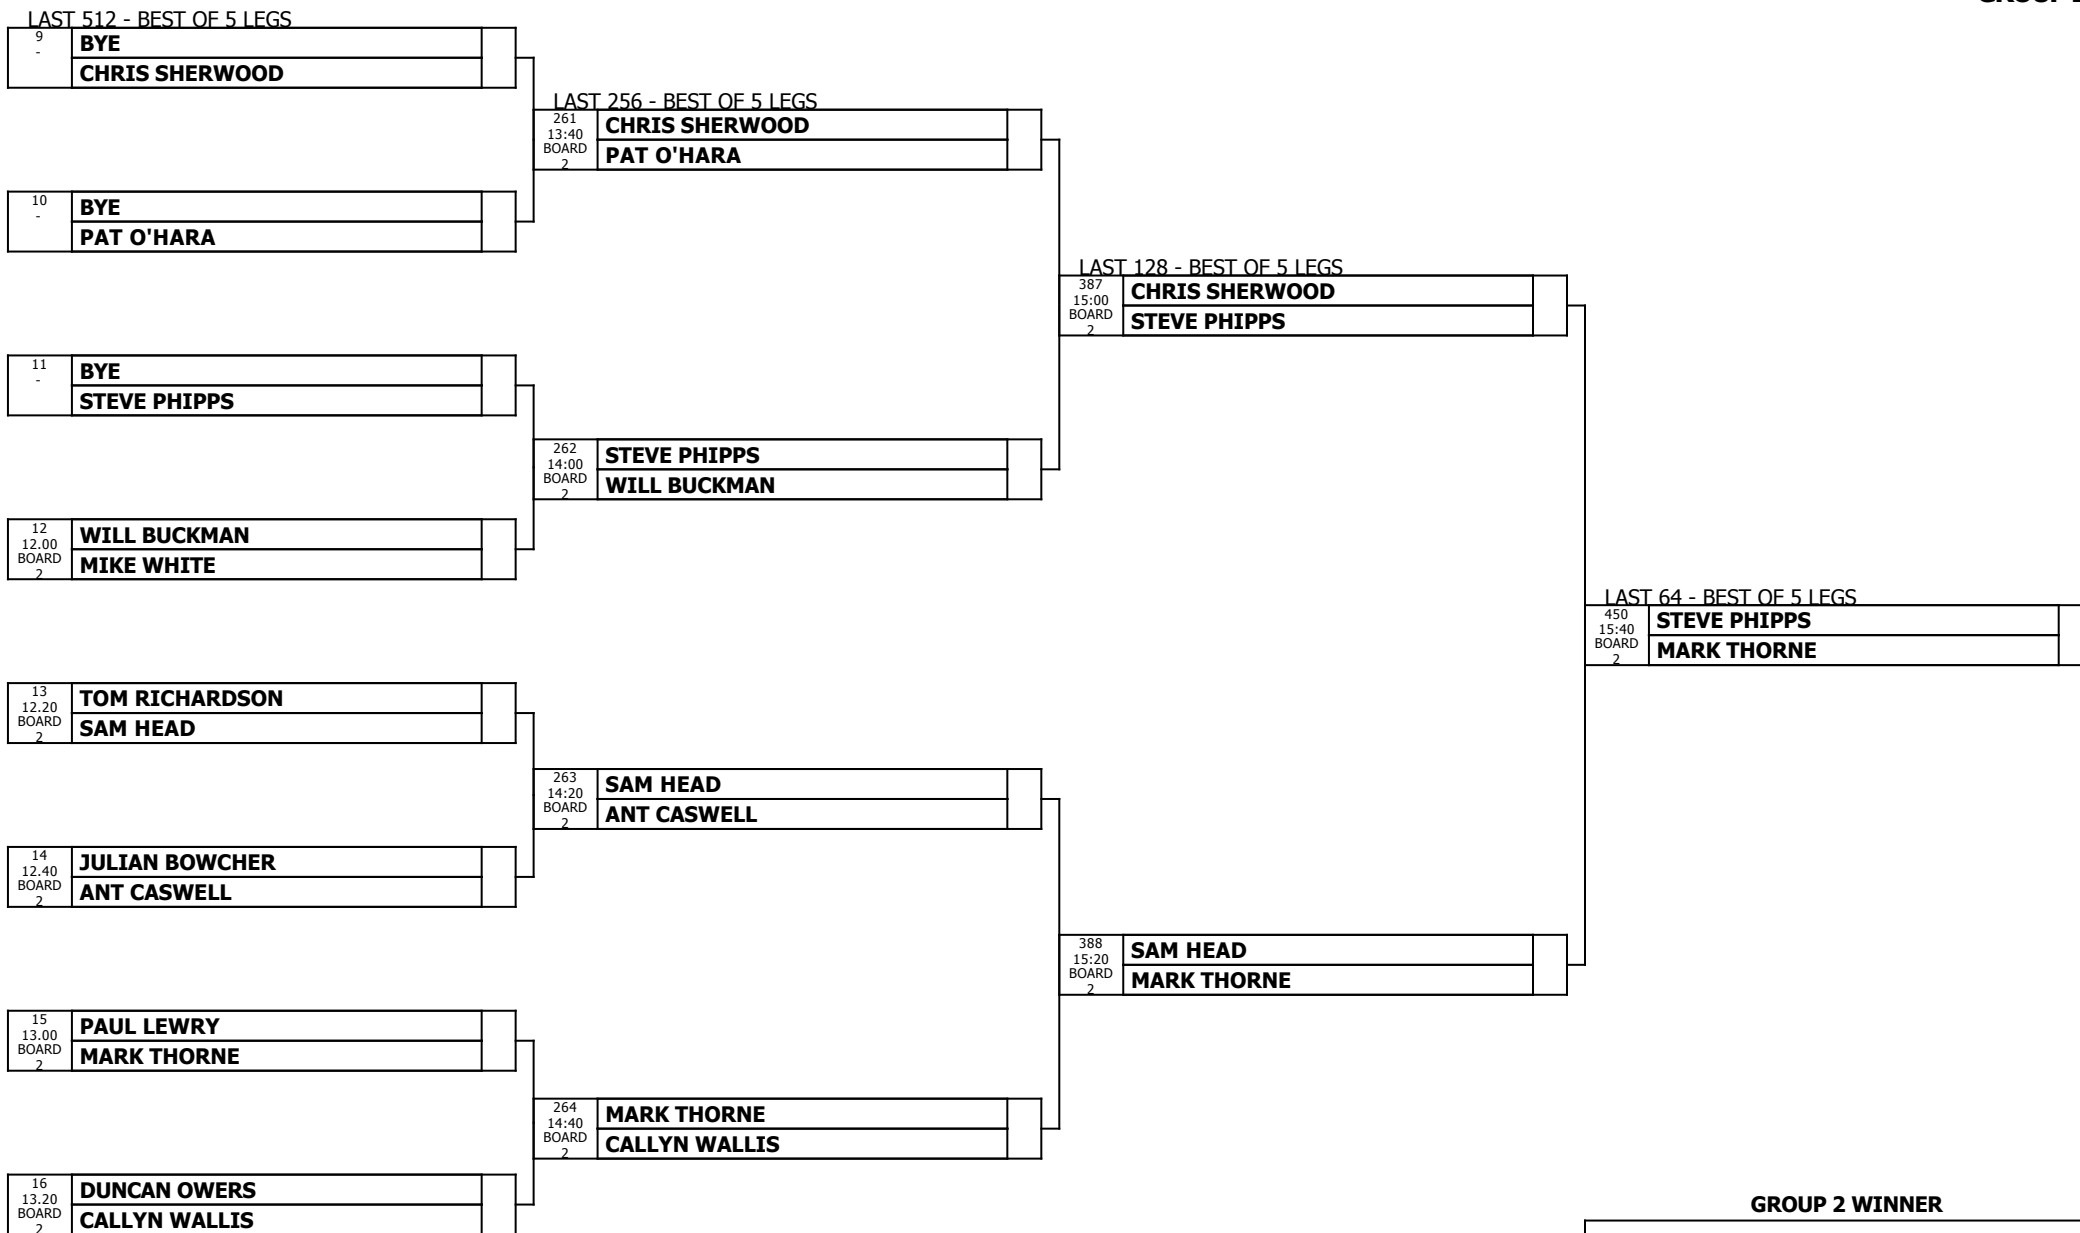 LAST 512 - BEST OF 5 LEGS
9
-
BYE
CHRIS SHERWOOD
10
-
BYE
PAT O'HARA
11
-
BYE
STEVE PHIPPS
12
12.00
BOARD
2
WILL BUCKMAN
MIKE WHITE
13
12.20
BOARD
2
TOM RICHARDSON
SAM HEAD
14
12.40
BOARD
2
JULIAN BOWCHER
ANT CASWELL
15
13.00
BOARD
2
PAUL LEWRY
MARK THORNE
16
13.20
BOARD
2
DUNCAN OWERS
CALLYN WALLIS
LAST 256 - BEST OF 5 LEGS
261
13:40
BOARD
2
CHRIS SHERWOOD
PAT O'HARA
262
14:00
BOARD
2
STEVE PHIPPS
WILL BUCKMAN
263
14:20
BOARD
2
SAM HEAD
ANT CASWELL
264
14:40
BOARD
2
MARK THORNE
CALLYN WALLIS
LAST 128 - BEST OF 5 LEGS
387
15:00
BOARD
2
CHRIS SHERWOOD
STEVE PHIPPS
388
15:20
BOARD
2
SAM HEAD
MARK THORNE
LAST 64 - BEST OF 5 LEGS
450
15:40
BOARD
2
STEVE PHIPPS
MARK THORNE
GROUP 2 WINNER